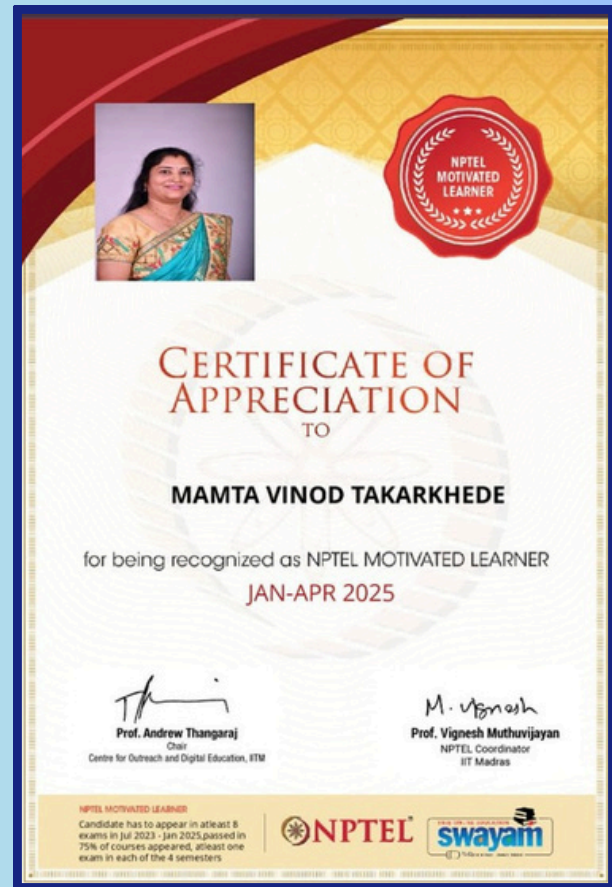 NPTEL
MOTIVATED
LEARNER
CERTIFICATE OF
APPRECIATION
TO
MAMTA VINOD TAKARKHEDE
for being recognized as NPTEL MOTIVATED LEARNER
JAN-APR 2025
Prof. Andrew Thangaraj
Chair
Centre for Outreach and Digital Education, IITM
M. Vignesh
Prof. Vignesh Muthuvijayan
NPTEL Coordinator
IIT Madras
NPTEL MOTIVATED LEARNER
Candidate has to appear in atleast 8
exams in Jul 2023 - Jan 2025,passed in
75% of courses appeared, atleast one
exam in each of the 4 semesters
NPTEL
swayam